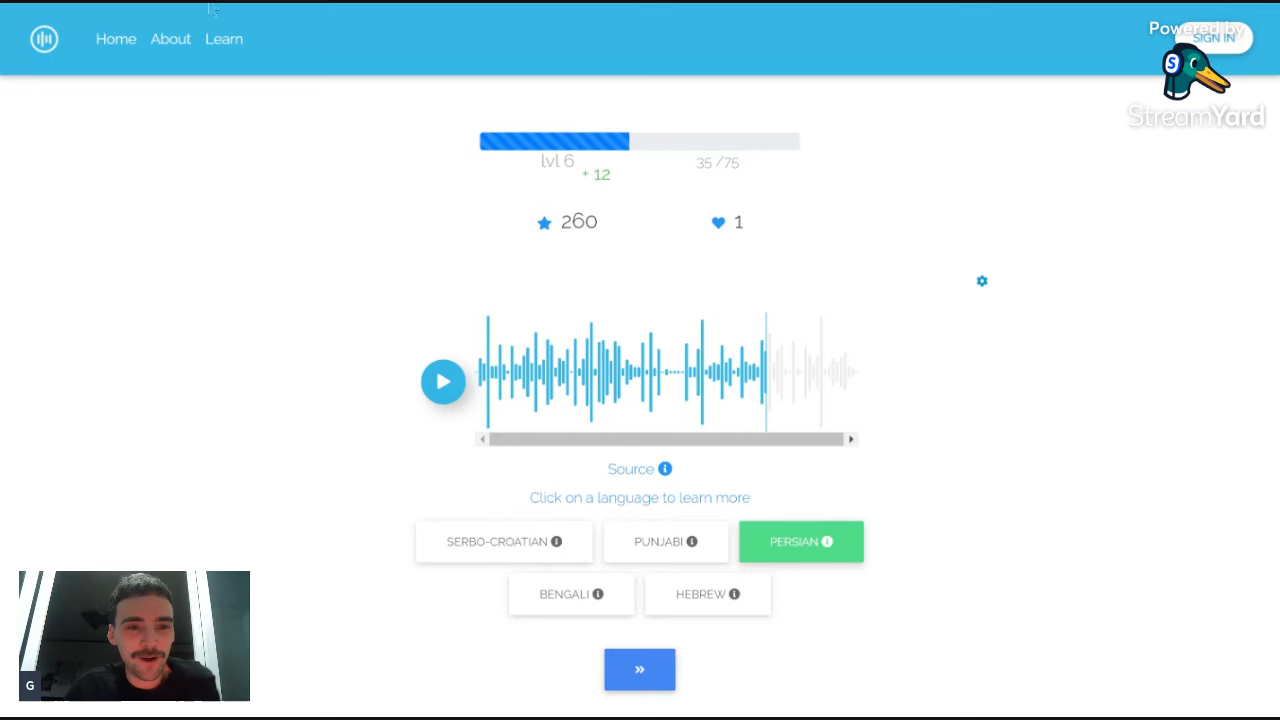 Home About Learn
Powered by
SIGN IN
S
StreamYard
lvl 6 35 /75
+ 12
260 1
Source i
Click on a language to learn more
SERBO-CROATIAN i PUNJABI i PERSIAN i
BENGALI i HEBREW i
»
G